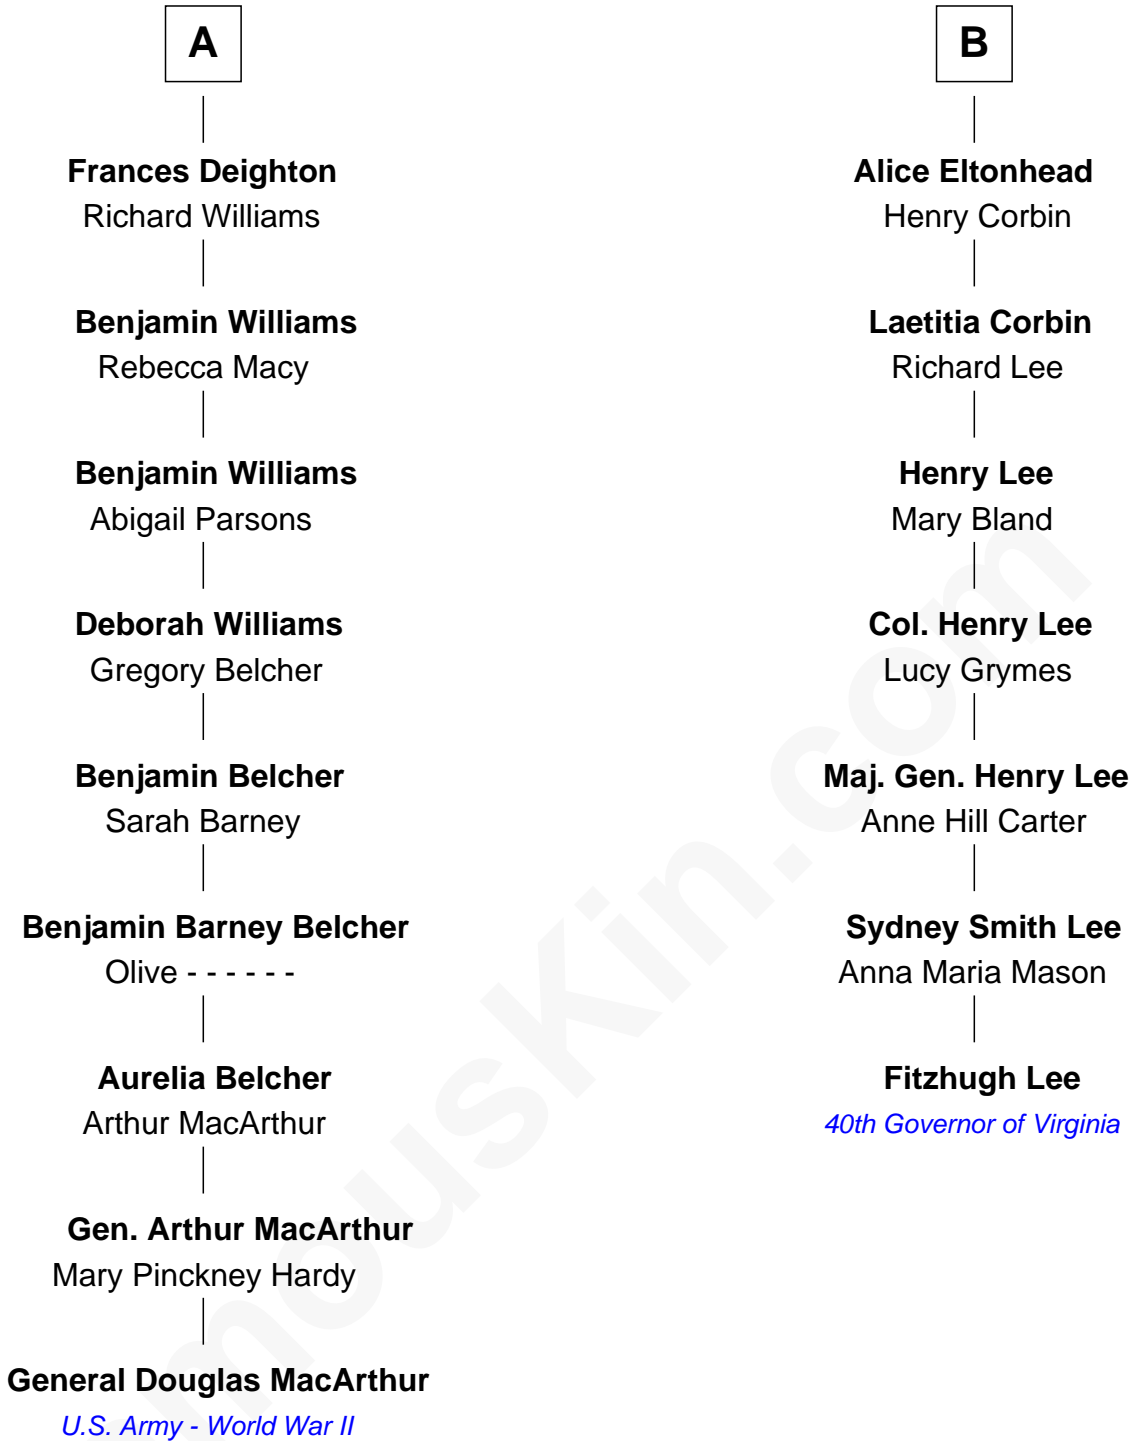 A
Frances Deighton
Richard Williams
Benjamin Williams
Rebecca Macy
Benjamin Williams
Abigail Parsons
Deborah Williams
Gregory Belcher
Benjamin Belcher
Sarah Barney
Benjamin Barney Belcher
Olive - - - - - -
Aurelia Belcher
Arthur MacArthur
Gen. Arthur MacArthur
Mary Pinckney Hardy
General Douglas MacArthur
U.S. Army - World War II
B
Alice Eltonhead
Henry Corbin
Laetitia Corbin
Richard Lee
Henry Lee
Mary Bland
Col. Henry Lee
Lucy Grymes
Maj. Gen. Henry Lee
Anne Hill Carter
Sydney Smith Lee
Anna Maria Mason
Fitzhugh Lee
40th Governor of Virginia
mousKin.com